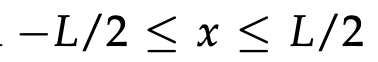 −L/2 ≤ x ≤ L/2